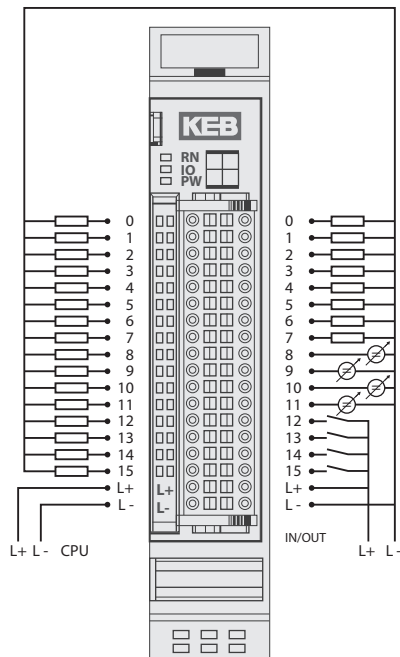 KEB
RN
IO
PW
0 0
1 1
2 2
3 3
4 4
5 5
6 6
7 7
8 8
9 9
10 10
11 11
12 12
13 13
14 14
15 15
L+ L+ L+
L - L- L -
IN/OUT
L+ L - CPU L+ L -